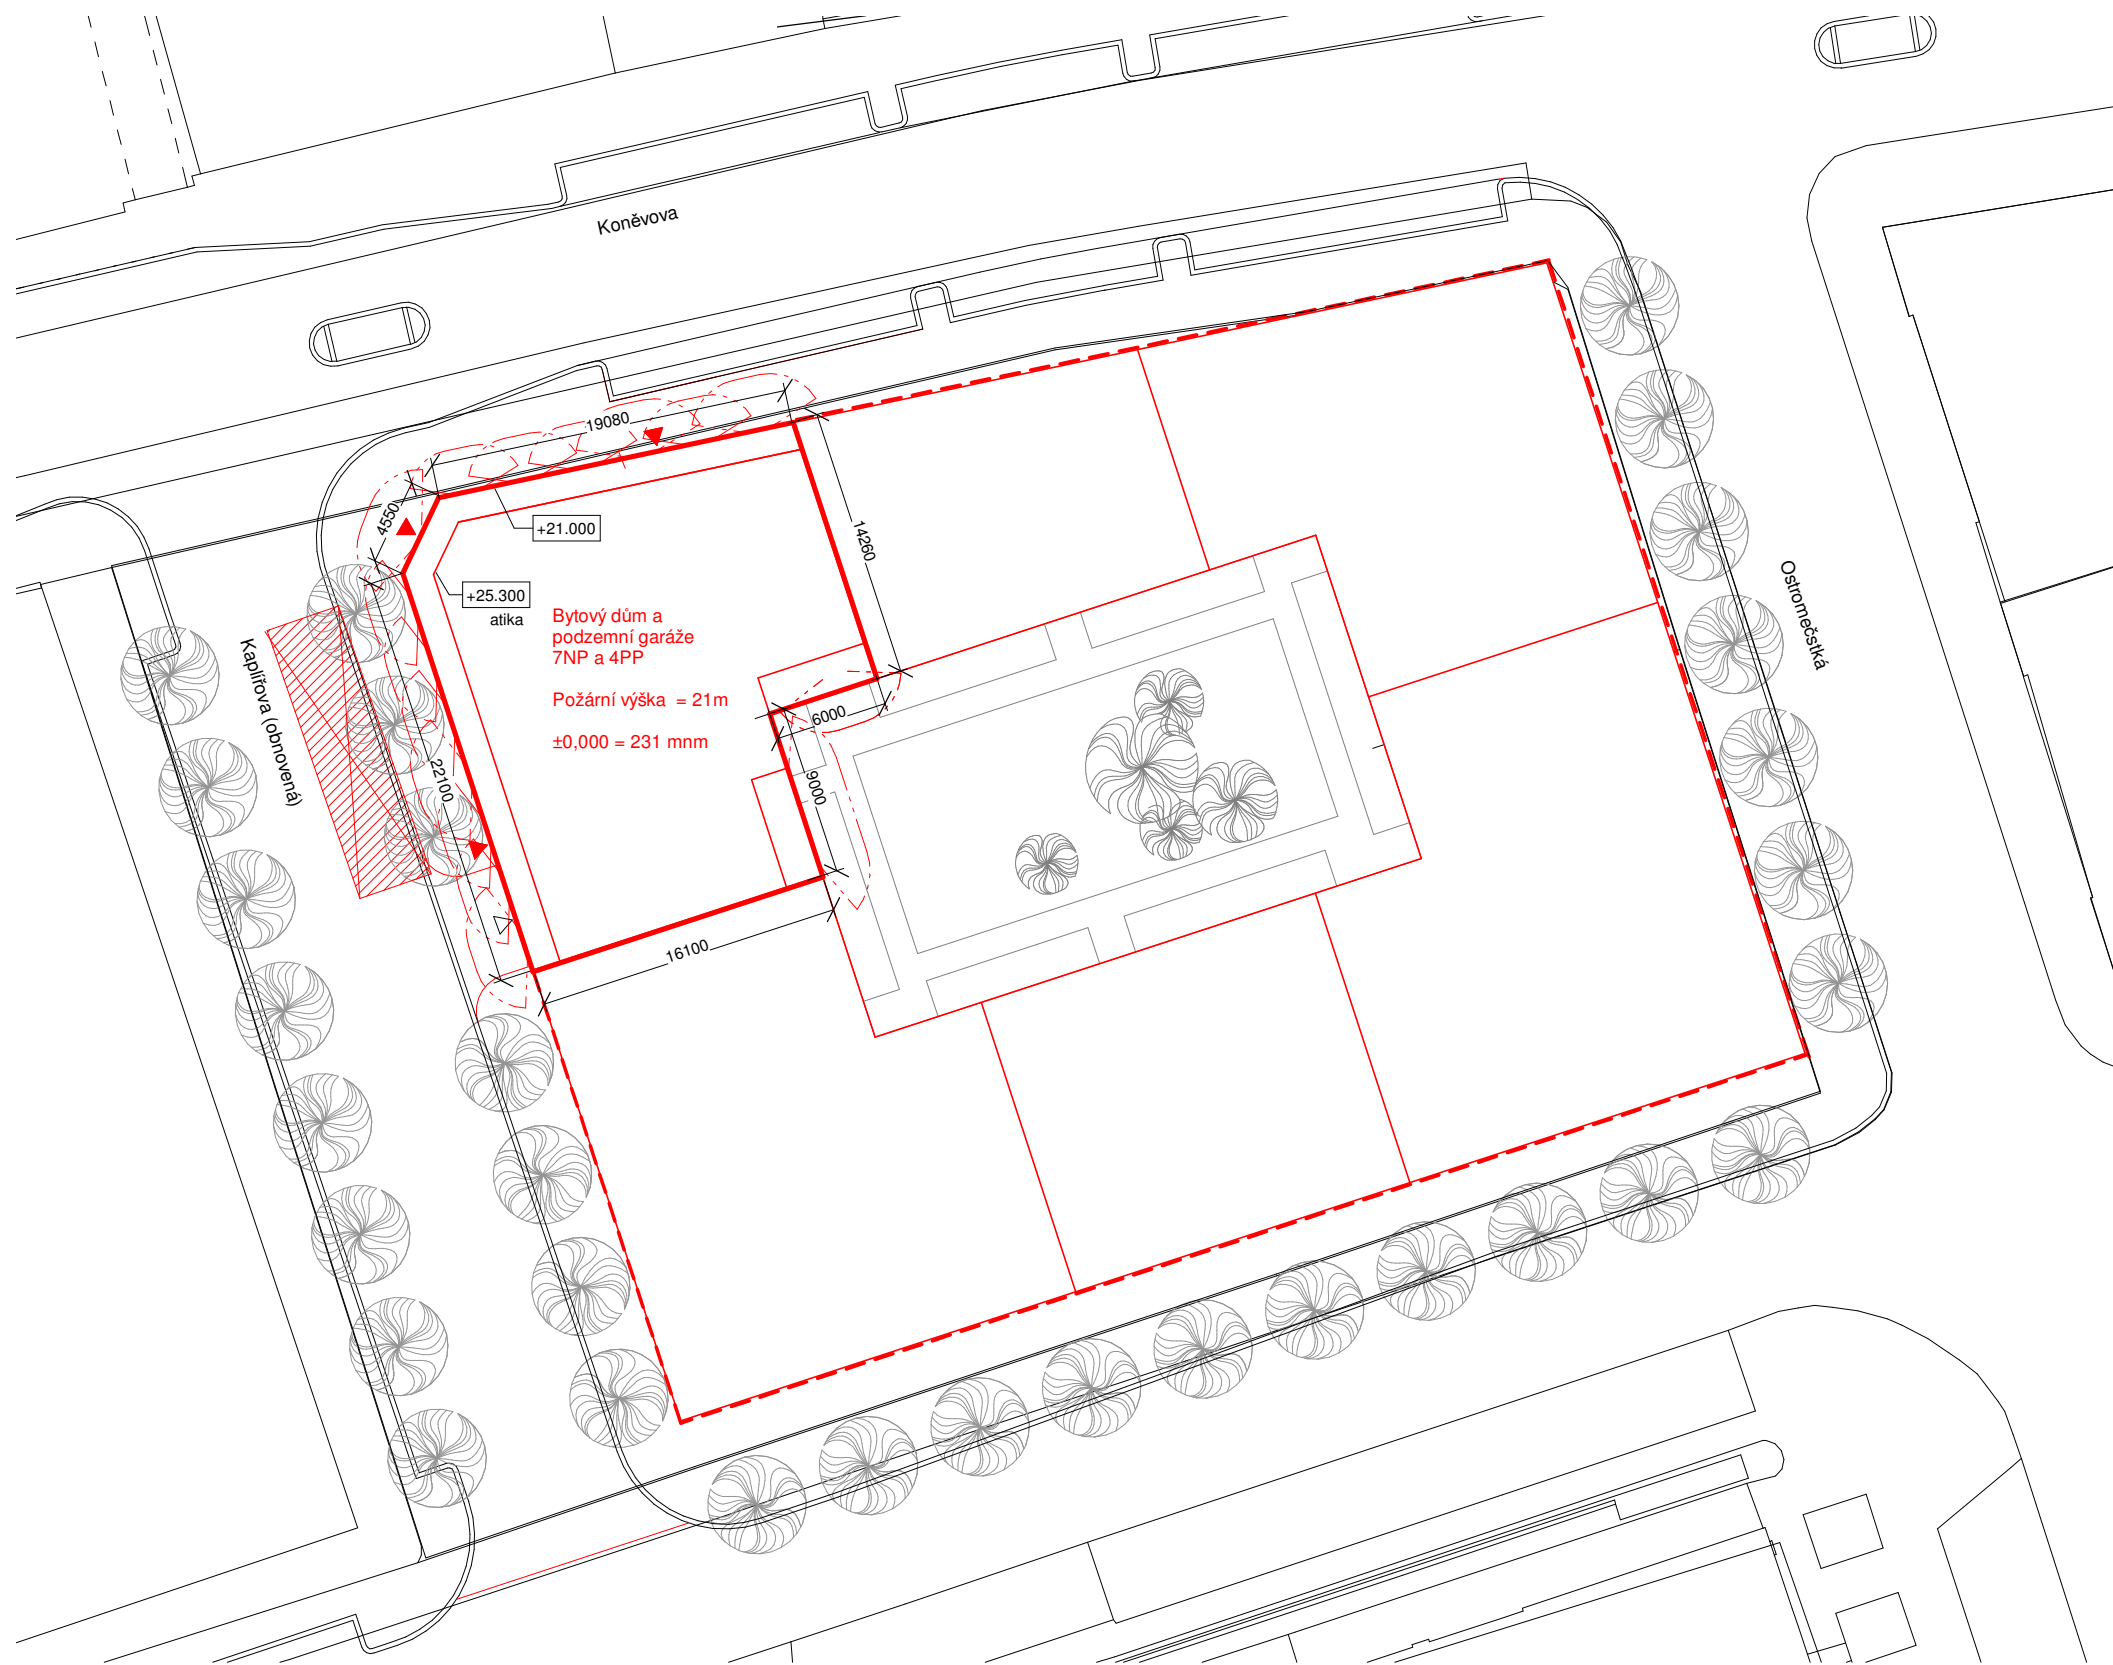 Koněvova
19080
4550
+21.000
14260
+25.300
atika
Bytový dům a
podzemní garáže
7NP a 4PP
Požární výška = 21m
±0,000 = 231 mnm
Kaplířova (obnovená)
Ostromečstká
6000
22100
9000
16100